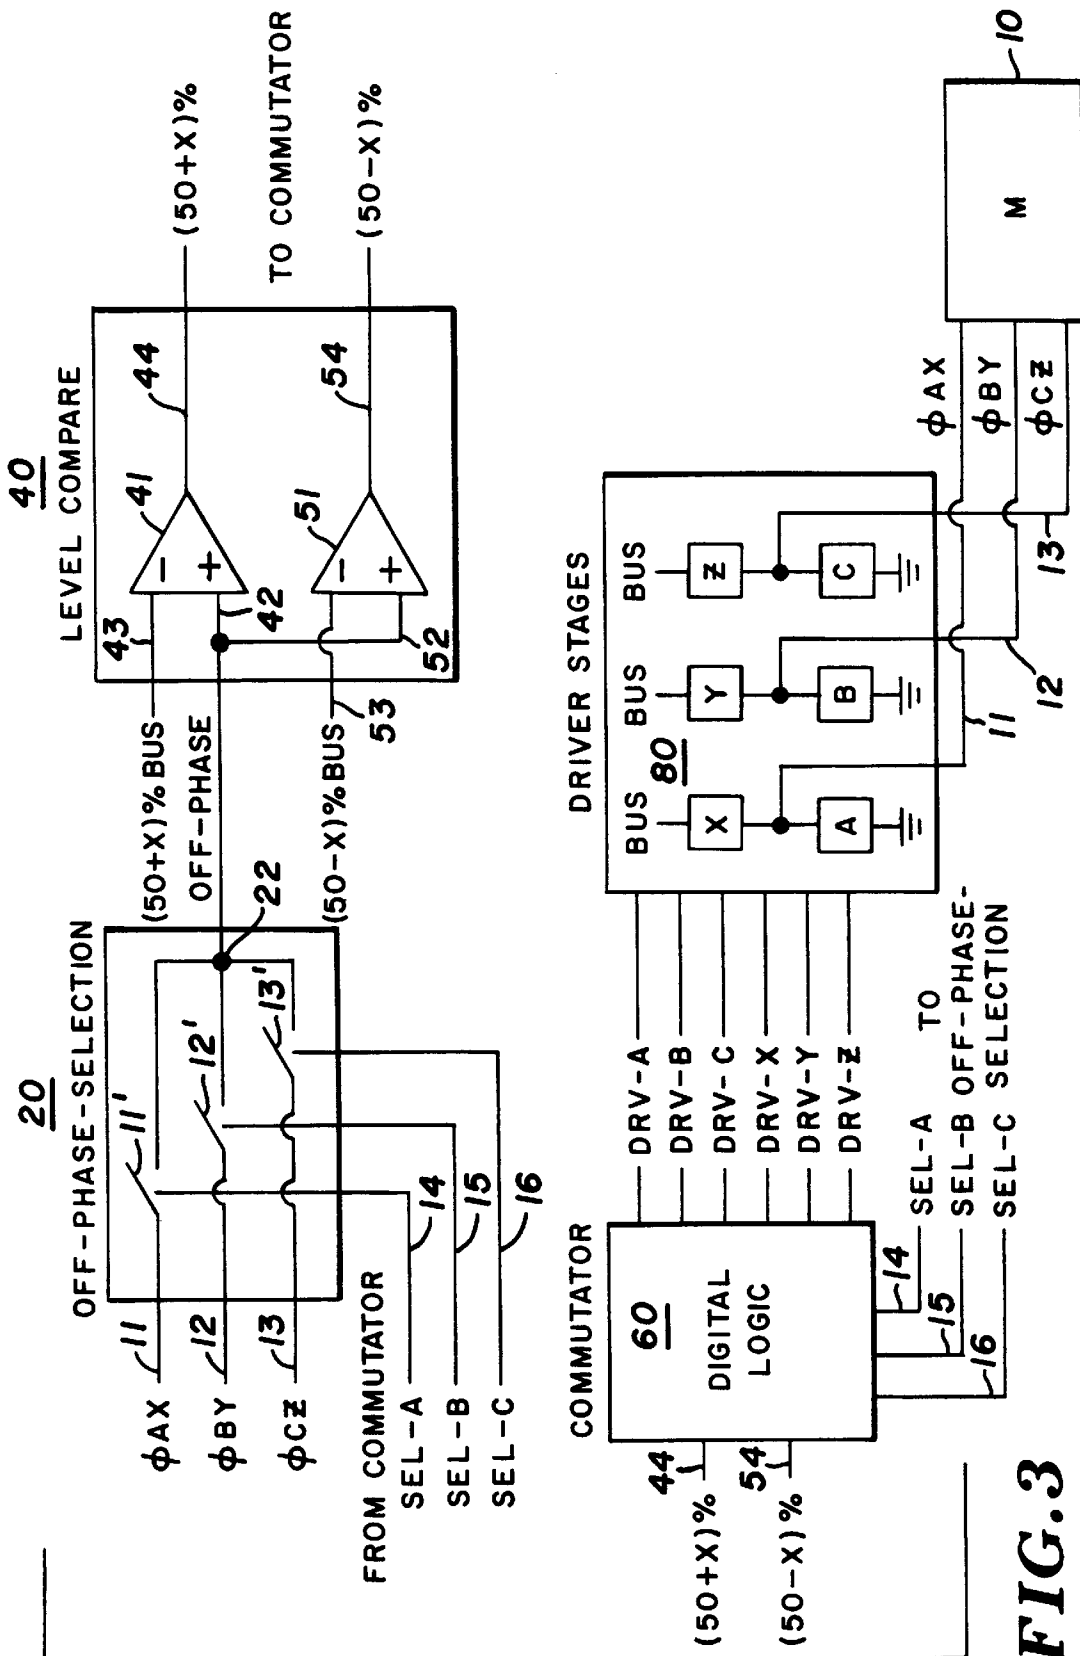 20
OFF-PHASE-SELECTION
ϕAX
11
11'
ϕBY
12
12'
ϕCZ
13
13'
22
FROM COMMUTATOR
SEL-A
14
SEL-B
15
SEL-C
16
40
LEVEL COMPARE
(50+X)% BUS
43
OFF-PHASE
42
(50-X)% BUS
53
52
-
+
41
44
-
+
51
54
(50+X)%
TO COMMUTATOR
(50-X)%
COMMUTATOR
60
DIGITAL
LOGIC
44
(50+X)%
54
(50-X)%
DRV-A
DRV-B
DRV-C
DRV-X
DRV-Y
DRV-Z
14
SEL-A TO
15
SEL-B OFF-PHASE-
16
SEL-C SELECTION
DRIVER STAGES
BUS
BUS
BUS
80
X
Y
Z
A
B
C
11
12
13
ϕAX
ϕBY
ϕCZ
M
10
FIG.3